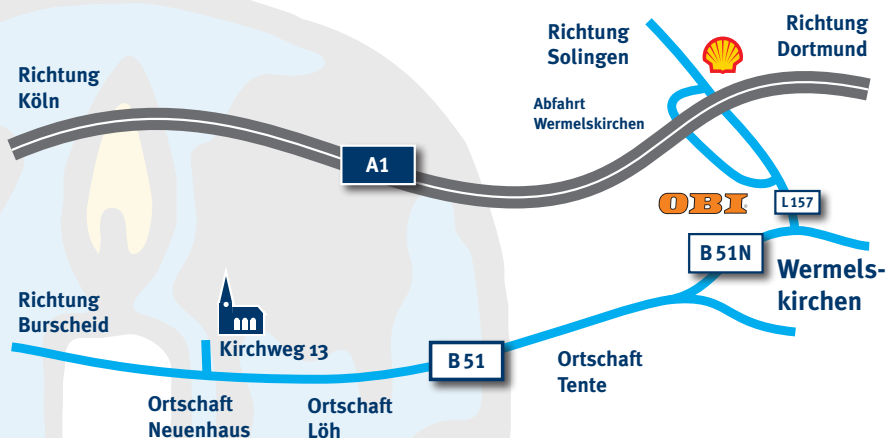 Richtung
Solingen
Richtung
Dortmund
Richtung
Köln
Abfahrt
Wermelskirchen
A1
OBI
L157
B51N
Wermels-
kirchen
Richtung
Burscheid
Kirchweg 13
B51
Ortschaft
Tente
Ortschaft
Neuenhaus
Ortschaft
Löh